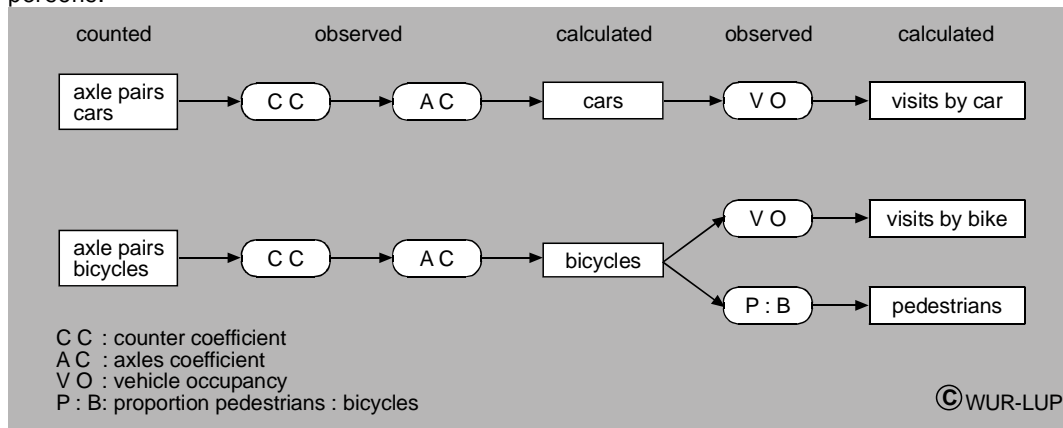 counted observed calculated observed calculated
axle pairs
cars
C C
A C
cars
V O
visits by car
axle pairs
bicycles
C C
A C
bicycles
V O
visits by bike
P : B
pedestrians
C C : counter coefficient
A C : axles coefficient
V O : vehicle occupancy
P : B: proportion pedestrians : bicycles
© WUR-LUP